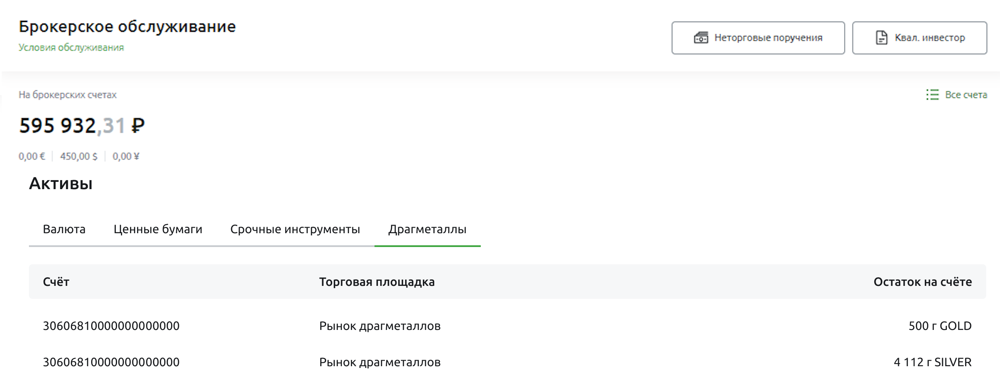 Брокерское обслуживание
Условия обслуживания
Неторговые поручения
Квал. инвестор
На брокерских счетах
Все счета
595 932,31 ₽
0,00 € 450,00 $ 0,00 ¥
Активы
Валюта Ценные бумаги Срочные инструменты Драгметаллы
Счёт Торговая площадка Остаток на счёте
30606810000000000000 Рынок драгметаллов 500 г GOLD
30606810000000000000 Рынок драгметаллов 4 112 г SILVER